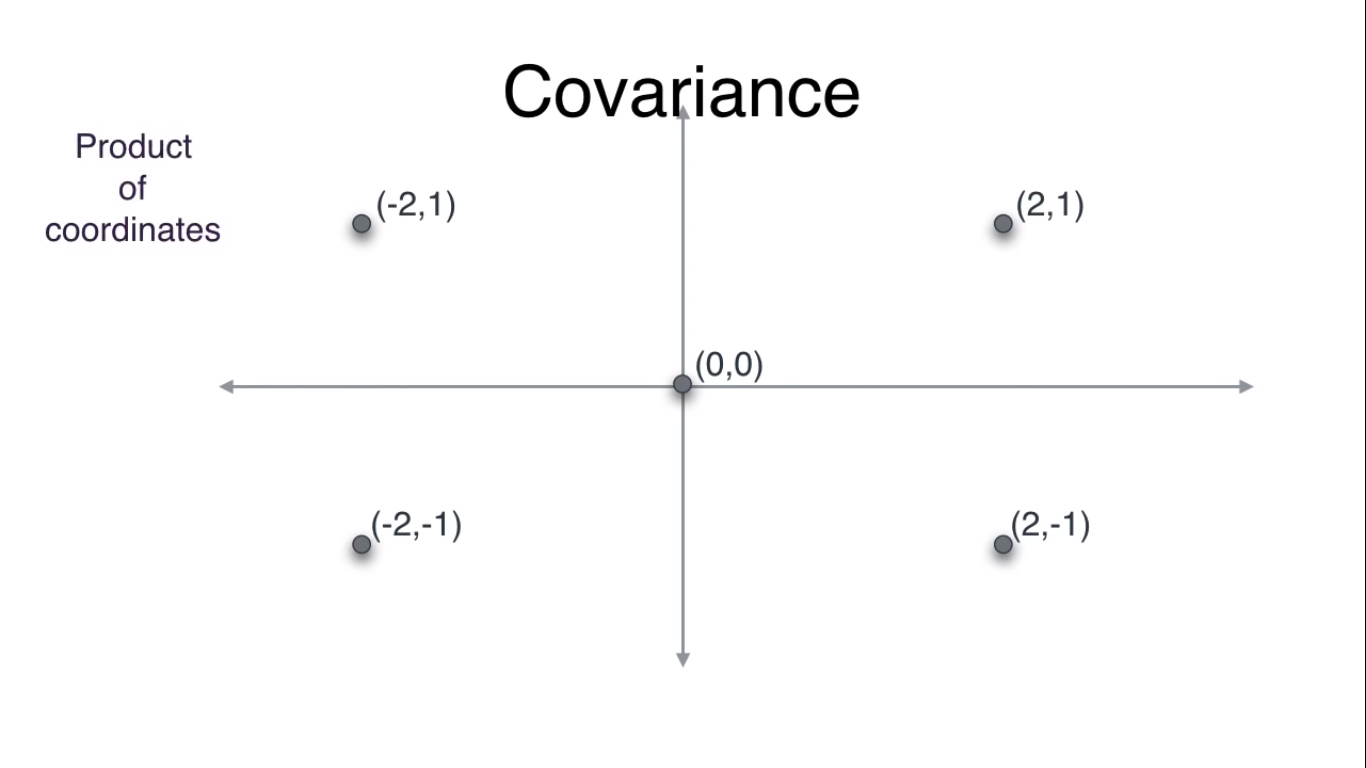 Covariance
Product
of
coordinates
(-2,1)
(2,1)
(0,0)
(-2,-1)
(2,-1)